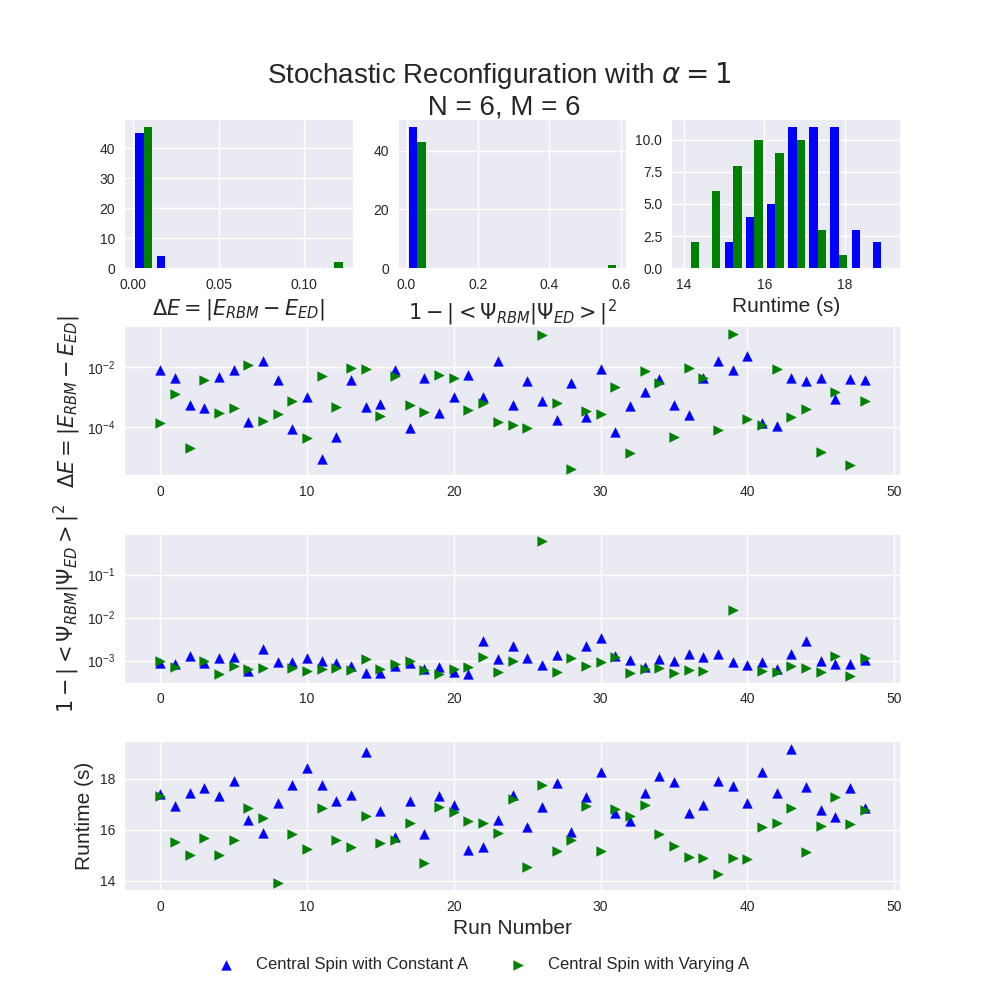 Stochastic Reconfiguration with α = 1
N = 6, M = 6
40
30
20
10
0
0.00 0.05 0.10
ΔE = |E_RBM − E_ED|
40
20
0
0.0 0.2 0.4 0.6
1 − | < Ψ_RBM|Ψ_ED > |²
10.0
7.5
5.0
2.5
0.0
14 16 18
Runtime (s)
ΔE = |E_RBM − E_ED|
10⁻²
10⁻⁴
0 10 20 30 40 50
1 − | < Ψ_RBM|Ψ_ED > |²
10⁻¹
10⁻²
10⁻³
0 10 20 30 40 50
Runtime (s)
18
16
14
0 10 20 30 40 50
Run Number
Central Spin with Constant A Central Spin with Varying A